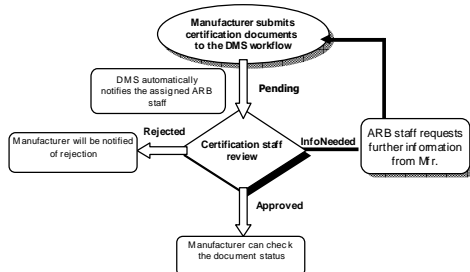 Manufacturer submits
certification documents
to the DMS workflow
DMS automatically
notifies the assigned ARB
staff
Pending
Rejected
Manufacturer will be notified
of rejection
Certification staff
review
InfoNeeded
ARB staff requests
further information
from Mfr.
Approved
Manufacturer can check
the document status